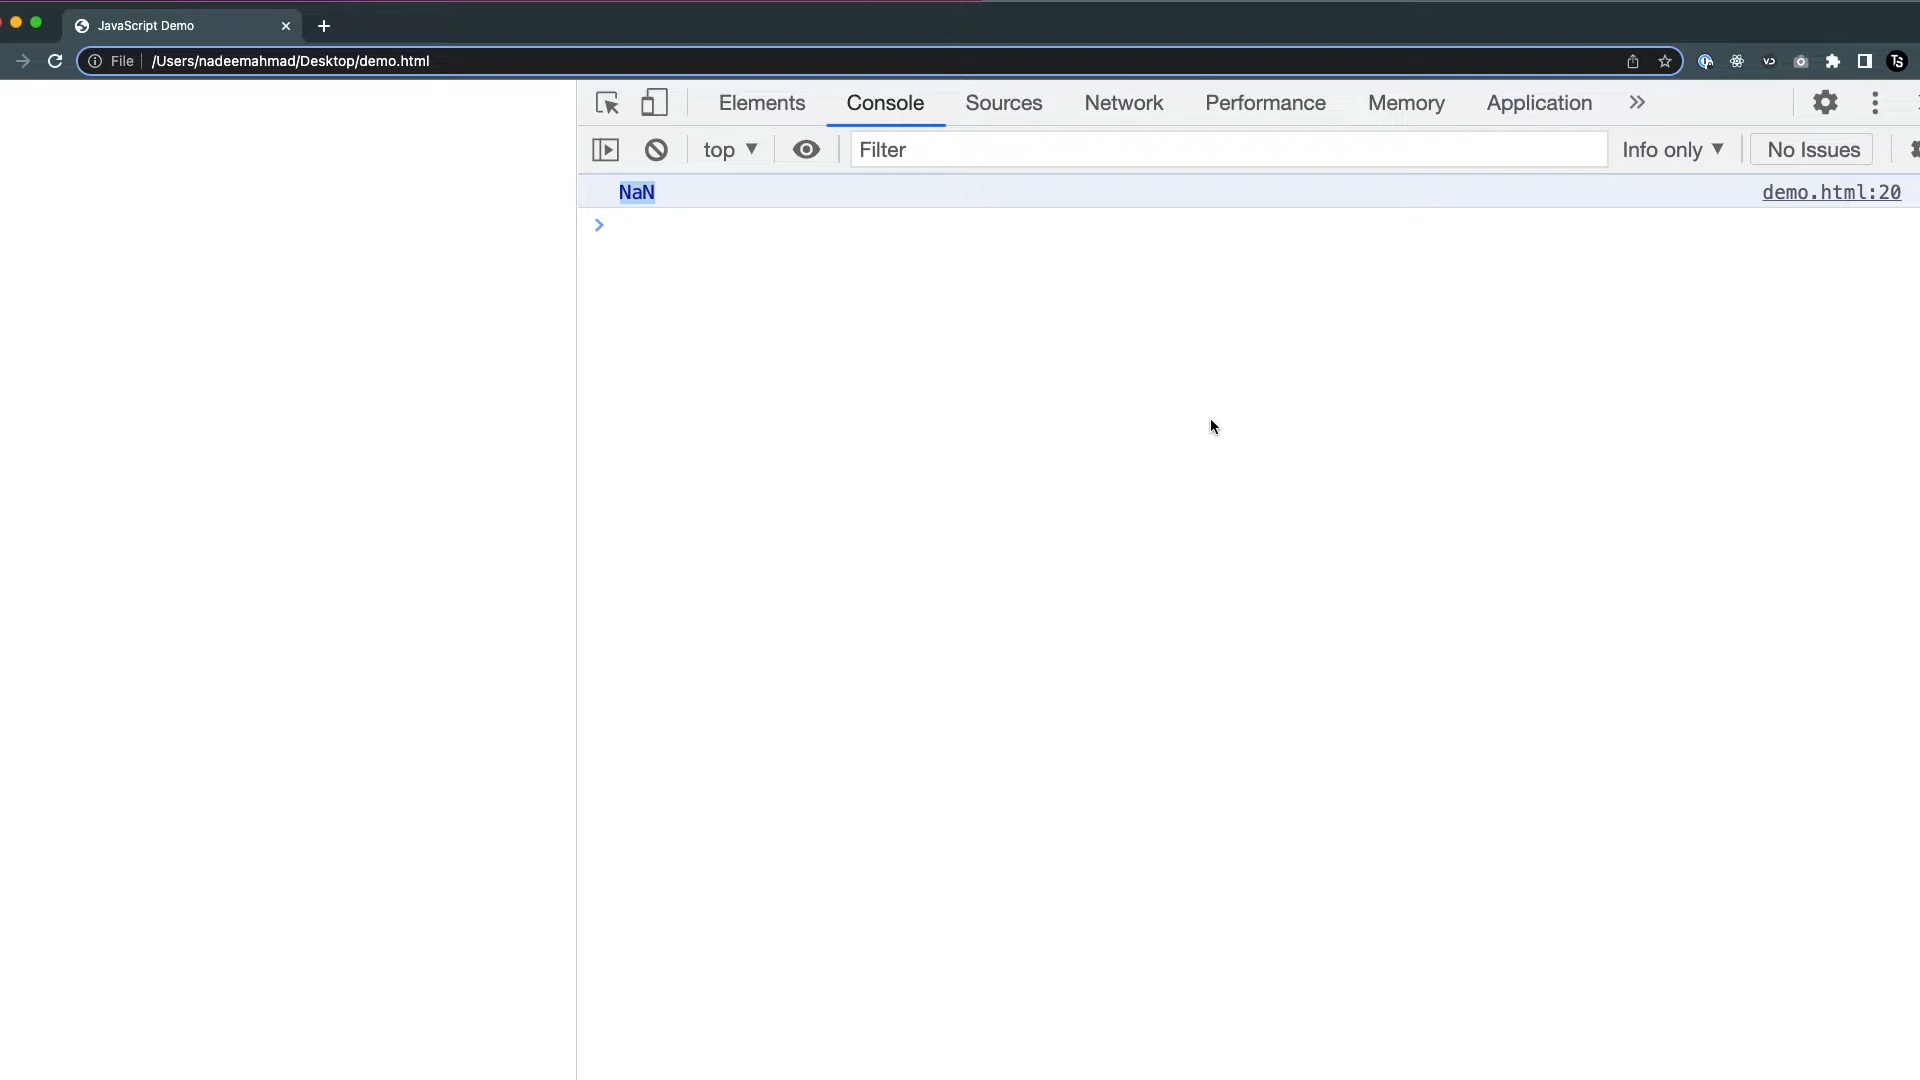 JavaScript Demo
File /Users/nadeemahmad/Desktop/demo.html
TS
Elements Console Sources Network Performance Memory Application
top Filter Info only No Issues
NaN demo.html:20